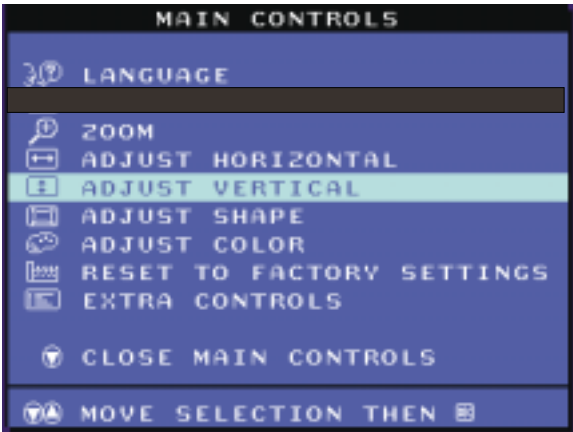 MAIN CONTROLS
LANGUAGE
ZOOM
ADJUST HORIZONTAL
ADJUST VERTICAL
ADJUST SHAPE
ADJUST COLOR
RESET TO FACTORY SETTINGS
EXTRA CONTROLS
CLOSE MAIN CONTROLS
MOVE SELECTION THEN